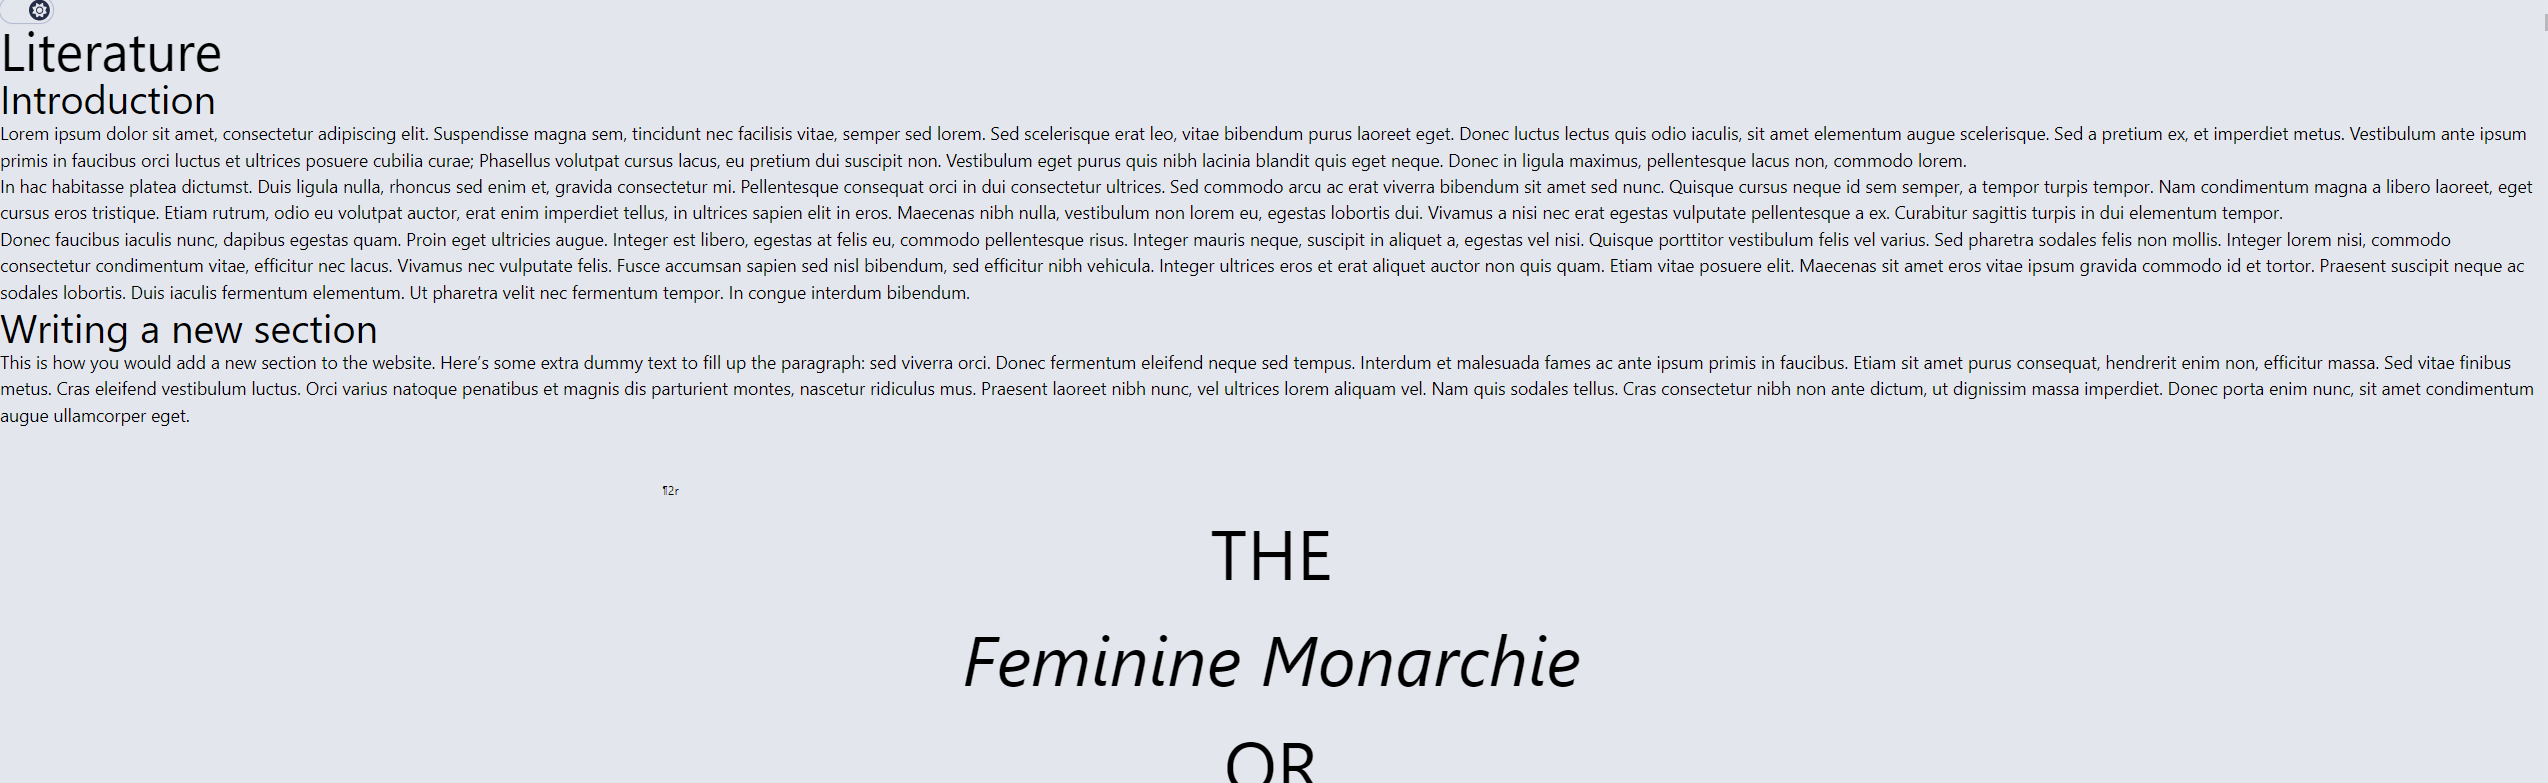 Literature
Introduction
Lorem ipsum dolor sit amet, consectetur adipiscing elit. Suspendisse magna sem, tincidunt nec facilisis vitae, semper sed lorem. Sed scelerisque erat leo, vitae bibendum purus laoreet eget. Donec luctus lectus quis odio iaculis, sit amet elementum augue scelerisque. Sed a pretium ex, et imperdiet metus. Vestibulum ante ipsum
primis in faucibus orci luctus et ultrices posuere cubilia curae; Phasellus volutpat cursus lacus, eu pretium dui suscipit non. Vestibulum eget purus quis nibh lacinia blandit quis eget neque. Donec in ligula maximus, pellentesque lacus non, commodo lorem.
In hac habitasse platea dictumst. Duis ligula nulla, rhoncus sed enim et, gravida consectetur mi. Pellentesque consequat orci in dui consectetur ultrices. Sed commodo arcu ac erat viverra bibendum sit amet sed nunc. Quisque cursus neque id sem semper, a tempor turpis tempor. Nam condimentum magna a libero laoreet, eget
cursus eros tristique. Etiam rutrum, odio eu volutpat auctor, erat enim imperdiet tellus, in ultrices sapien elit in eros. Maecenas nibh nulla, vestibulum non lorem eu, egestas lobortis dui. Vivamus a nisi nec erat egestas vulputate pellentesque a ex. Curabitur sagittis turpis in dui elementum tempor.
Donec faucibus iaculis nunc, dapibus egestas quam. Proin eget ultricies augue. Integer est libero, egestas at felis eu, commodo pellentesque risus. Integer mauris neque, suscipit in aliquet a, egestas vel nisi. Quisque porttitor vestibulum felis vel varius. Sed pharetra sodales felis non mollis. Integer lorem nisi, commodo
consectetur condimentum vitae, efficitur nec lacus. Vivamus nec vulputate felis. Fusce accumsan sapien sed nisl bibendum, sed efficitur nibh vehicula. Integer ultrices eros et erat aliquet auctor non quis quam. Etiam vitae posuere elit. Maecenas sit amet eros vitae ipsum gravida commodo id et tortor. Praesent suscipit neque ac
sodales lobortis. Duis iaculis fermentum elementum. Ut pharetra velit nec fermentum tempor. In congue interdum bibendum.
Writing a new section
This is how you would add a new section to the website. Here's some extra dummy text to fill up the paragraph: sed viverra orci. Donec fermentum eleifend neque sed tempus. Interdum et malesuada fames ac ante ipsum primis in faucibus. Etiam sit amet purus consequat, hendrerit enim non, efficitur massa. Sed vitae finibus
metus. Cras eleifend vestibulum luctus. Orci varius natoque penatibus et magnis dis parturient montes, nascetur ridiculus mus. Praesent laoreet nibh nunc, vel ultrices lorem aliquam vel. Nam quis sodales tellus. Cras consectetur nibh non ante dictum, ut dignissim massa imperdiet. Donec porta enim nunc, sit amet condimentum
augue ullamcorper eget.
¶2r
THE
Feminine Monarchie
OR